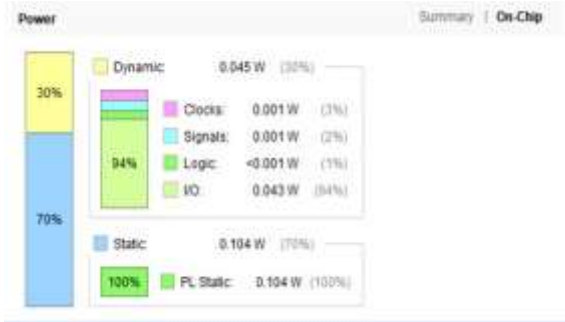 Power Summary | On-Chip
30%
Dynamic: 0.045 W (30%)
94%
Clocks: 0.001 W (3%)
Signals: 0.001 W (2%)
Logic: <0.001 W (1%)
I/O: 0.043 W (94%)
70%
Static: 0.104 W (70%)
100% PL Static: 0.104 W (100%)